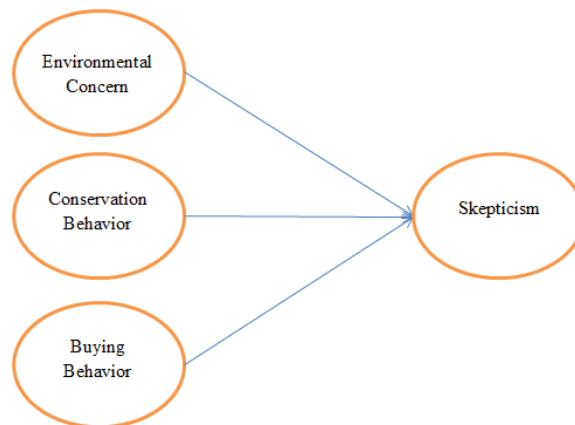 Environmental
Concern
Conservation
Behavior
Skepticism
Buying
Behavior